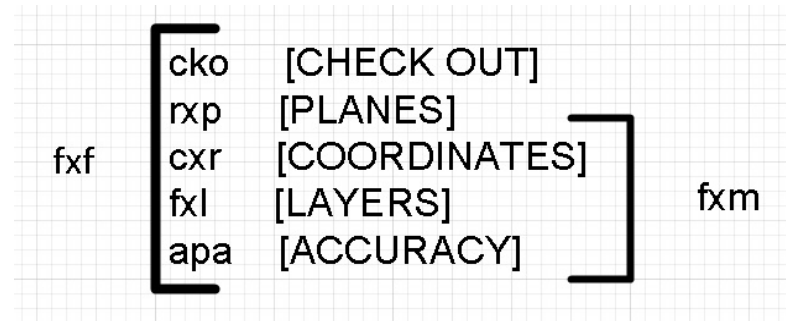 cko [CHECK OUT]
rxp [PLANES]
fxf cxr [COORDINATES]
fxl [LAYERS] fxm
apa [ACCURACY]